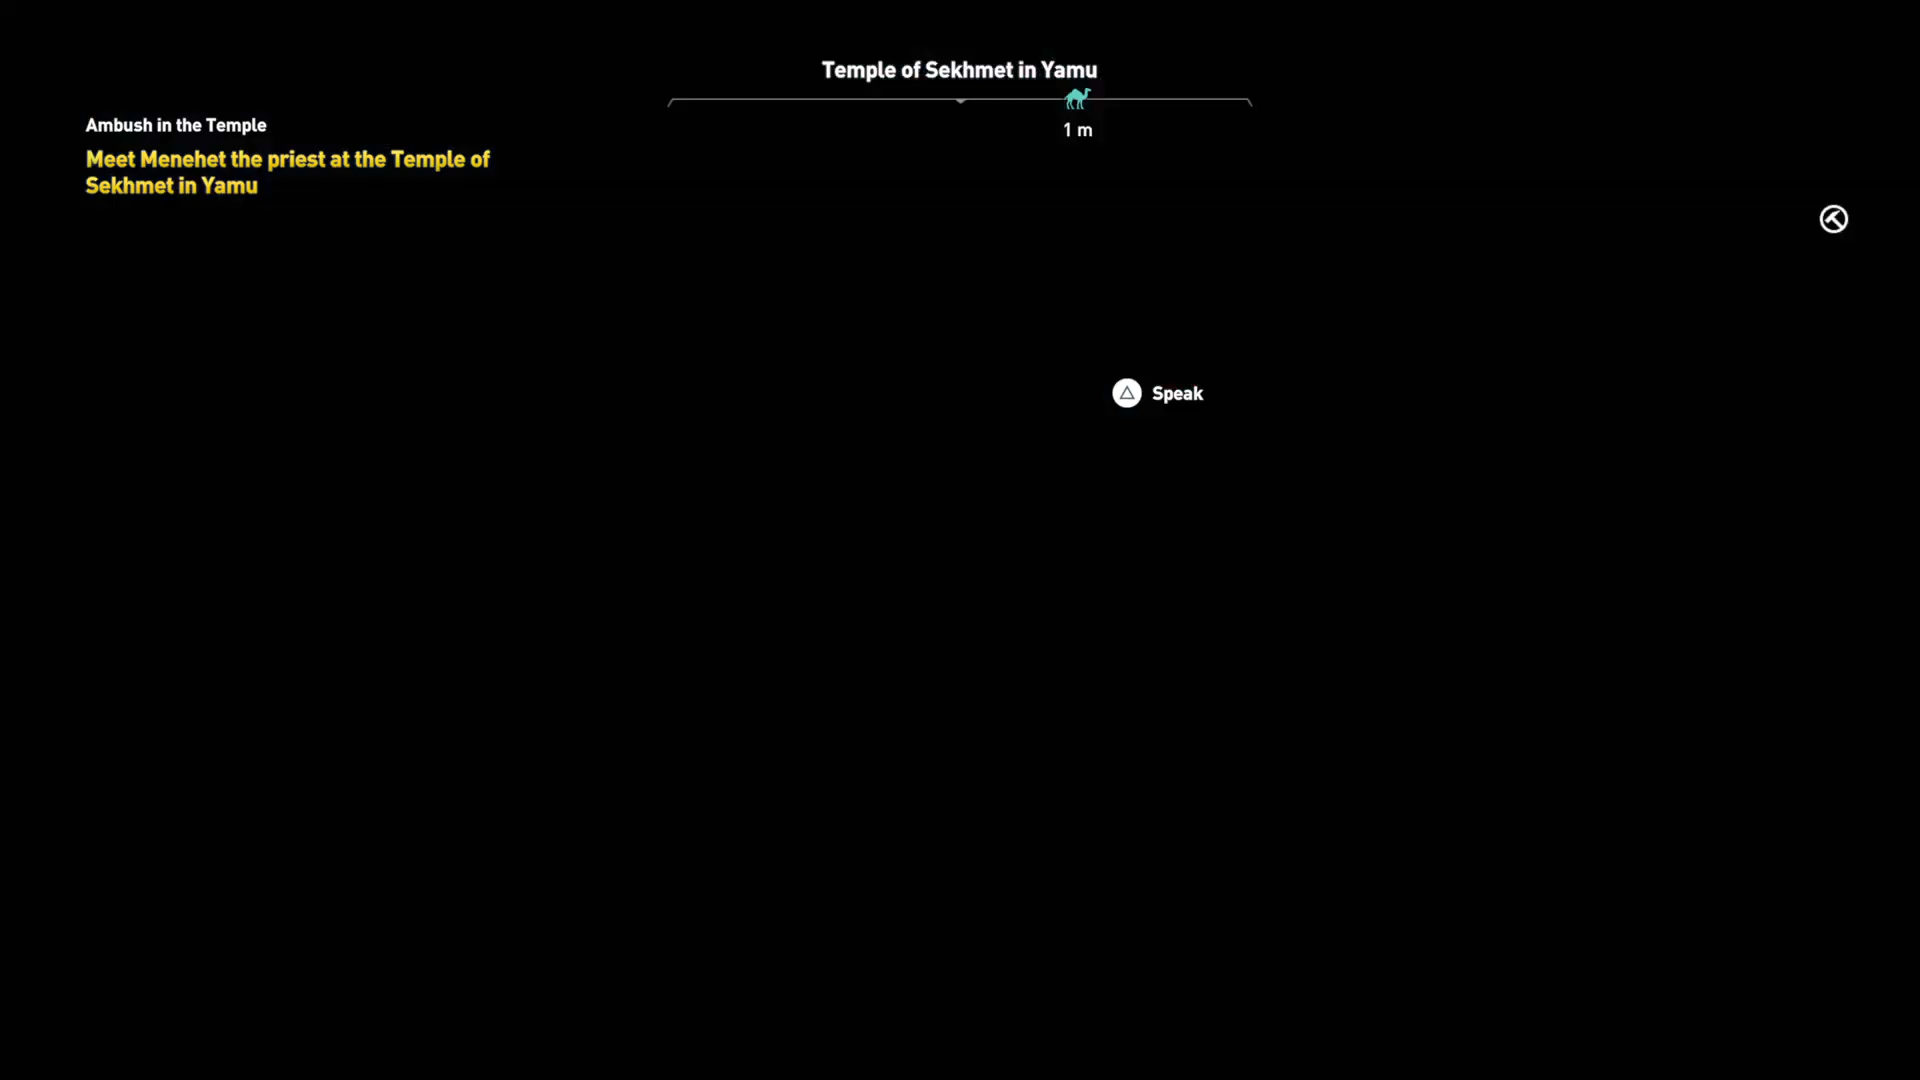 Temple of Sekhmet in Yamu
1 m
Ambush in the Temple
Meet Menehet the priest at the Temple of
Sekhmet in Yamu
Speak